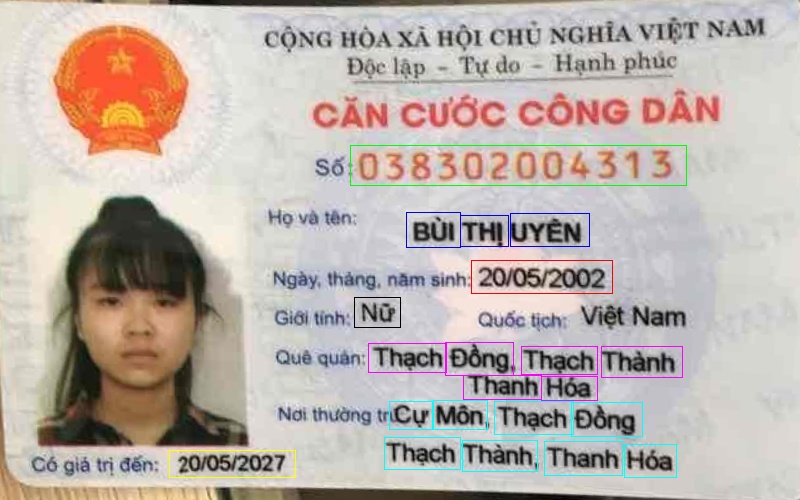 CỘNG HÒA XÃ HỘI CHỦ NGHĨA VIỆT NAM
Độc lập - Tự do - Hạnh phúc
CĂN CƯỚC CÔNG DÂN
Số: 038302004313
Họ và tên: BÙI THỊ UYÊN
Ngày, tháng, năm sinh: 20/05/2002
Giới tính: Nữ Quốc tịch: Việt Nam
Quê quán: Thạch Đồng, Thạch Thành
Thanh Hóa
Nơi thường trú: Cự Môn, Thạch Đồng
Thạch Thành, Thanh Hóa
Có giá trị đến: 20/05/2027